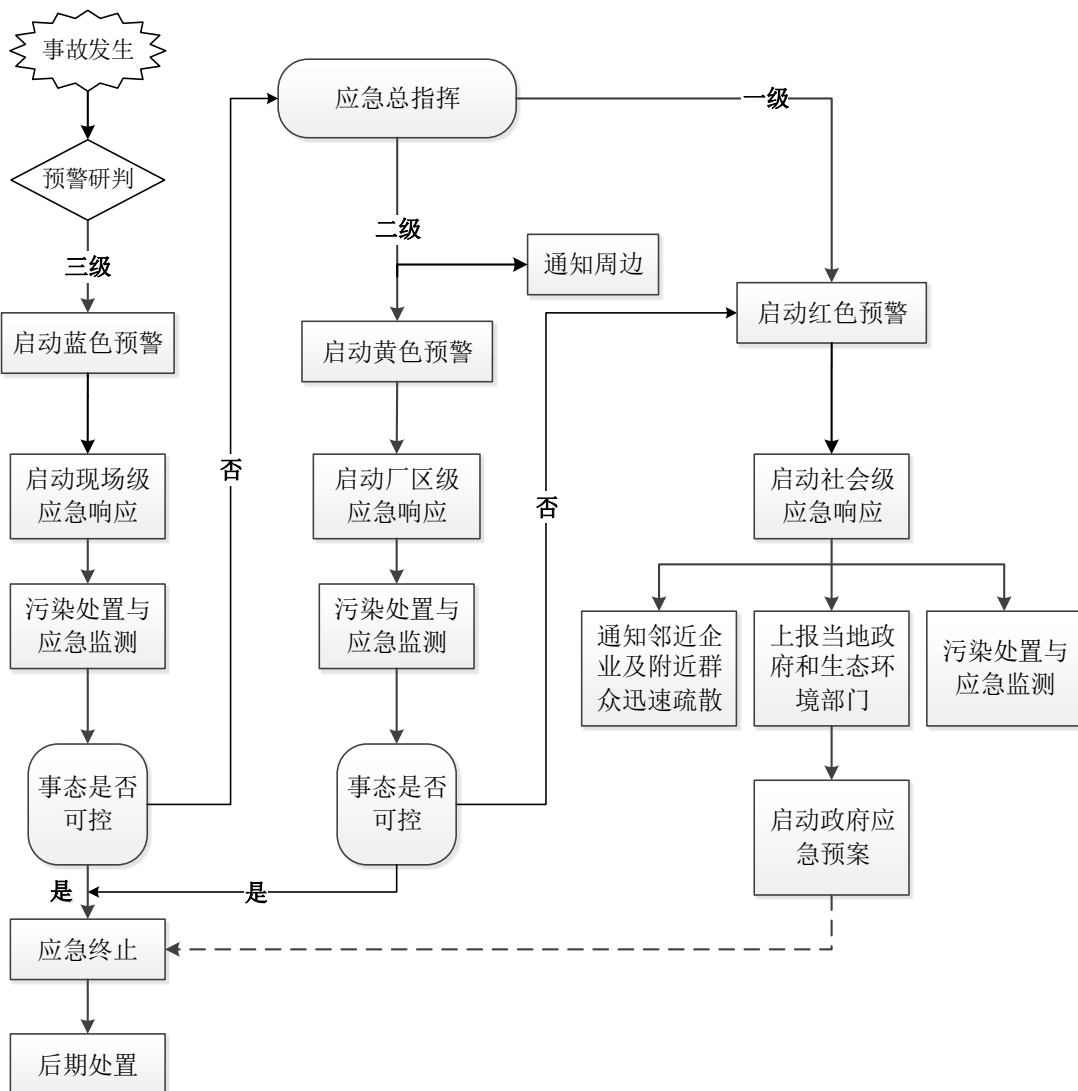 事故发生
应急总指挥
一级
预警研判
二级
三级
通知周边
启动红色预警
启动蓝色预警
启动黄色预警
否
启动现场级
应急响应
启动厂区级
应急响应
否
启动社会级
应急响应
污染处置与
应急监测
污染处置与
应急监测
通知邻近企
业及附近群
众迅速疏散
上报当地政
府和生态环
境部门
污染处置与
应急监测
事态是否
可控
事态是否
可控
启动政府应
急预案
是
是
应急终止
后期处置